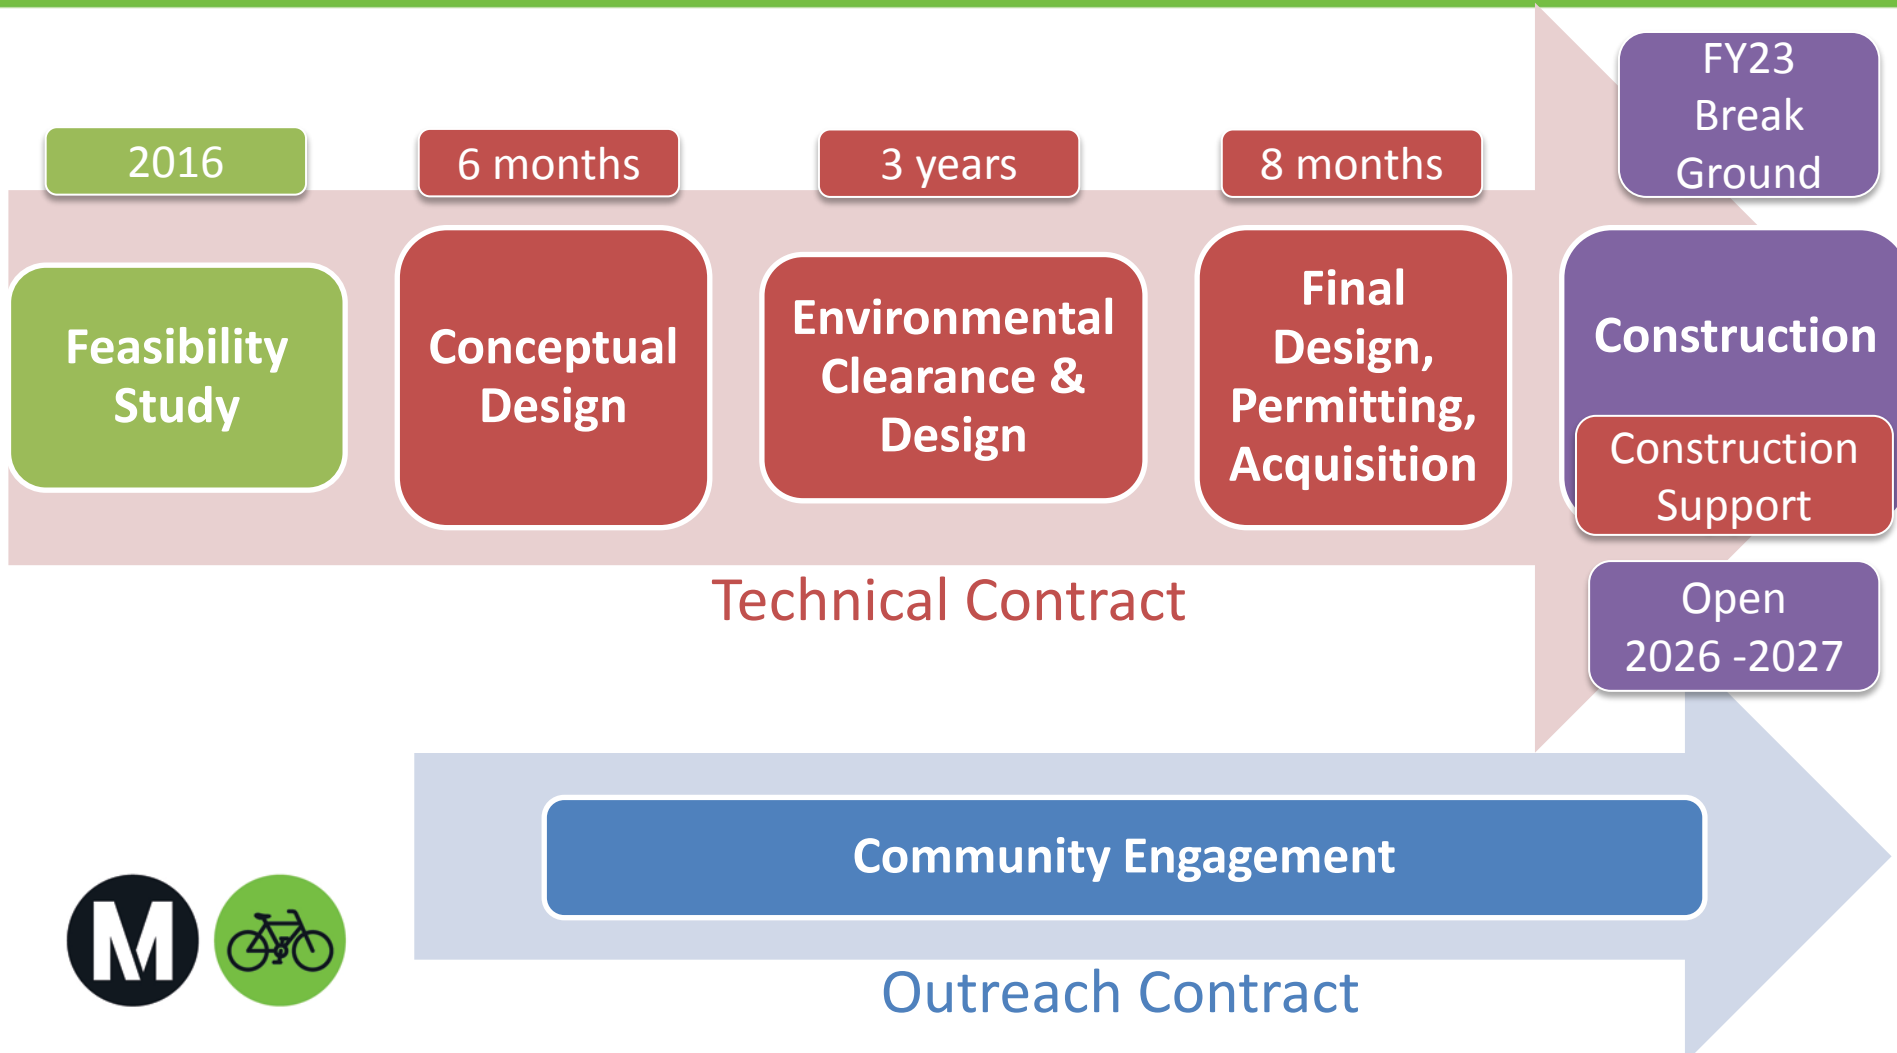 2016
6 months
3 years
8 months
FY23
Break
Ground
Feasibility
Study
Conceptual
Design
Environmental
Clearance &
Design
Final
Design,
Permitting,
Acquisition
Construction
Construction
Support
Technical Contract
Open
2026 -2027
Community Engagement
M
Outreach Contract